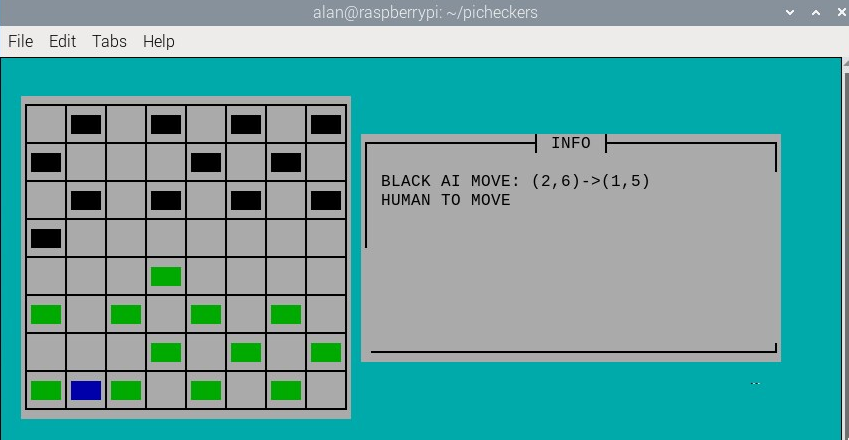 alan@raspberrypi: ~/picheckers
File Edit Tabs Help
INFO
BLACK AI MOVE: (2,6)->(1,5)
HUMAN TO MOVE